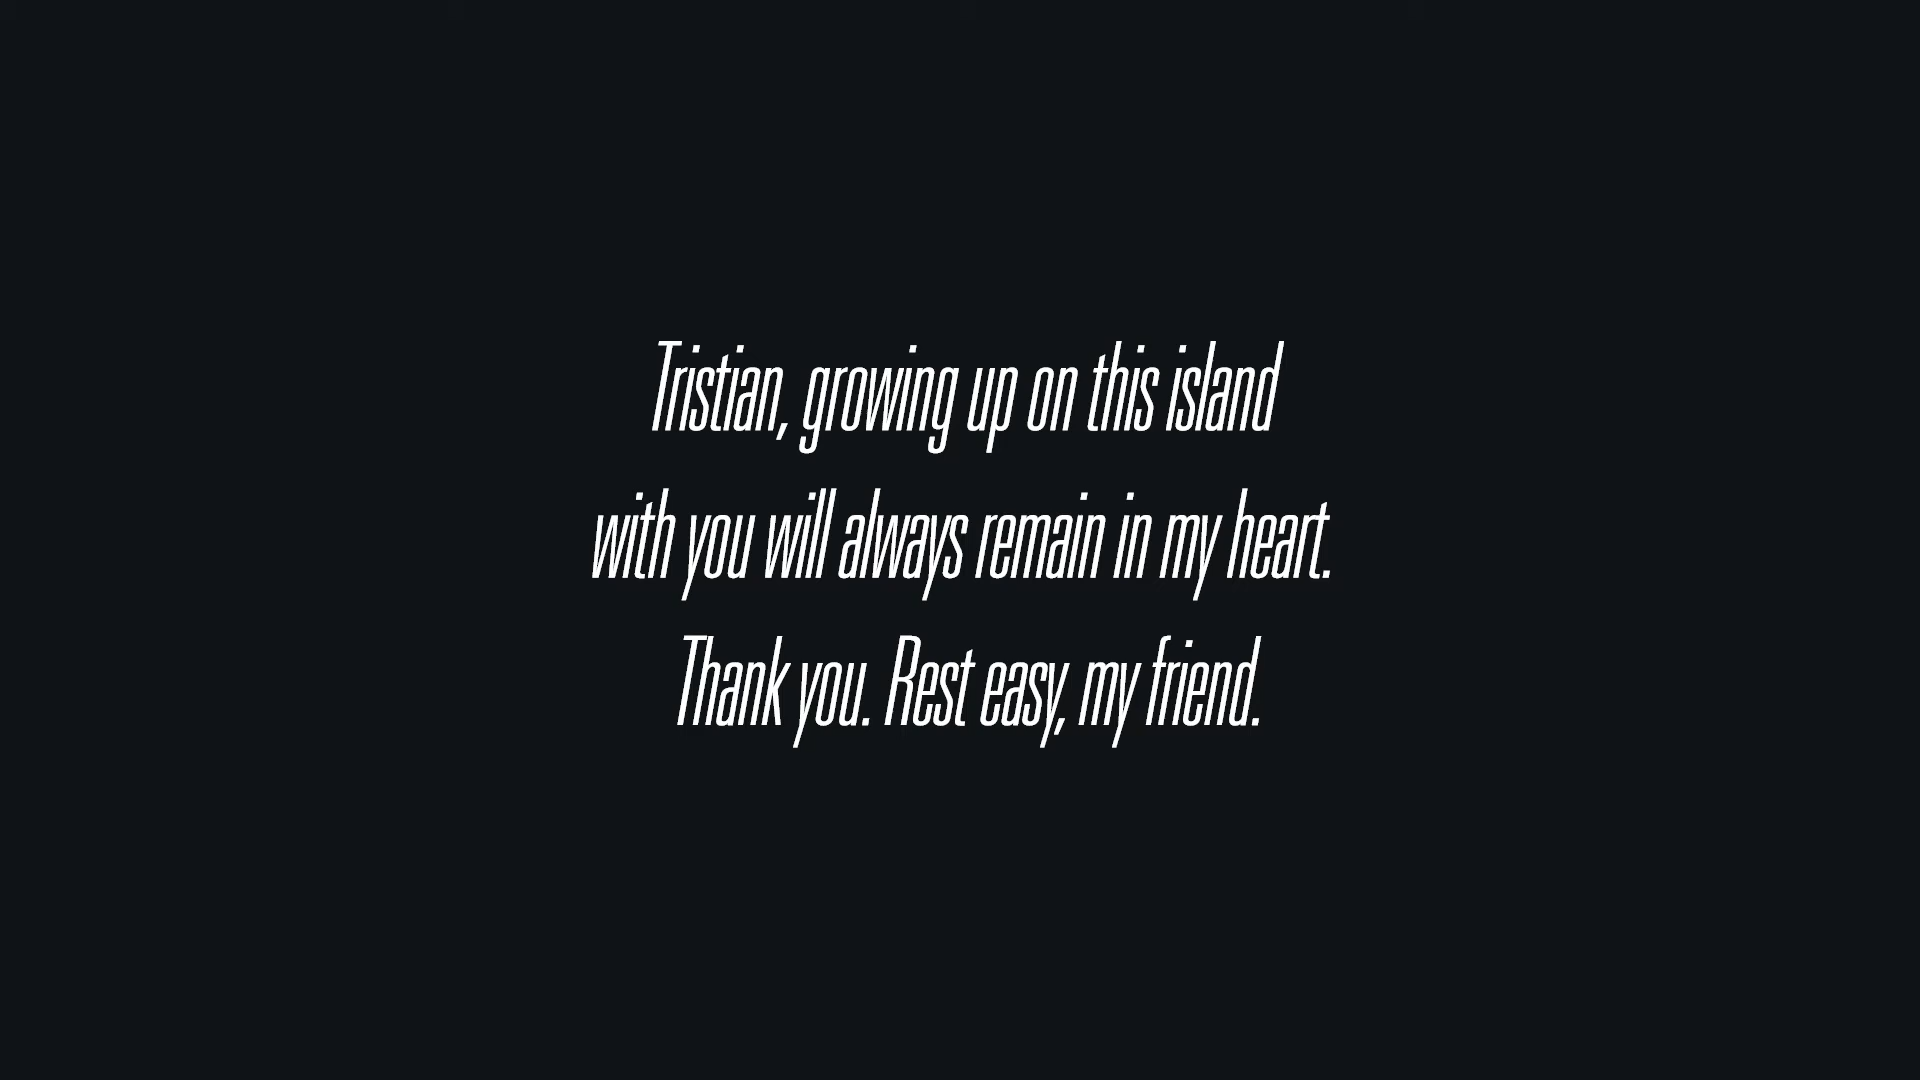 Tristian, growing up on this island
with you will always remain in my heart.
Thank you. Rest easy, my friend.